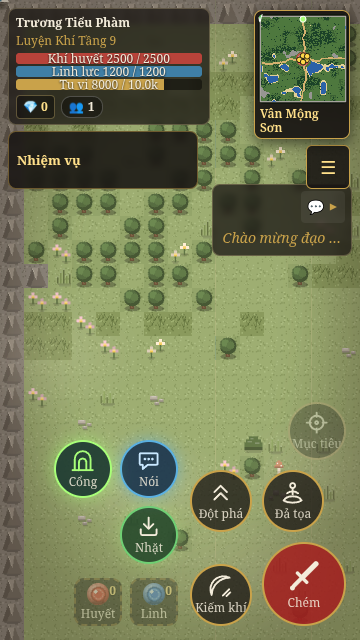 Trương Tiểu Phàm
Luyện Khí Tầng 9
Khí huyết 2500 / 2500
Linh lực 1200 / 1200
Tu vi 8000 / 10.0k
0
1
Vân Mộng
Sơn
Nhiệm vụ
Chào mừng đạo ...
Mục tiêu
Cổng
Nói
Đột phá
Đả tọa
Nhặt
0
Huyết
0
Linh
Kiếm khí
Chém